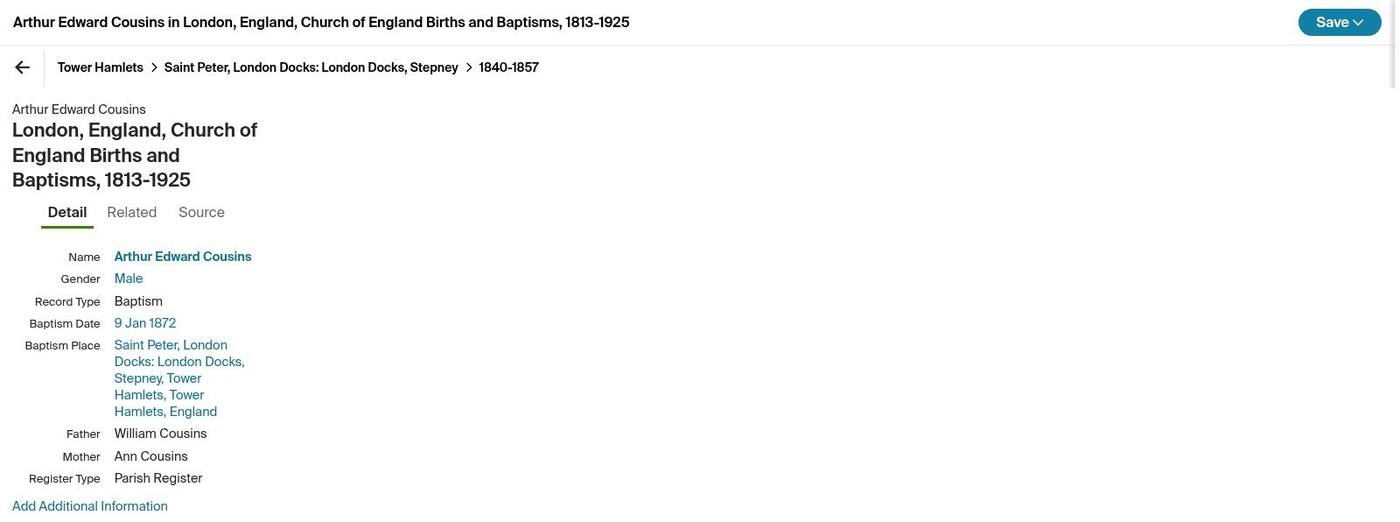 Arthur Edward Cousins in London, England, Church of England Births and Baptisms, 1813-1925
Save
Tower Hamlets > Saint Peter, London Docks: London Docks, Stepney > 1840-1857
Arthur Edward Cousins
London, England, Church of
England Births and
Baptisms, 1813-1925
Detail Related Source
Name Arthur Edward Cousins
Gender Male
Record Type Baptism
Baptism Date 9 Jan 1872
Baptism Place Saint Peter, London
Docks: London Docks,
Stepney, Tower
Hamlets, Tower
Hamlets, England
Father William Cousins
Mother Ann Cousins
Register Type Parish Register
Add Additional Information